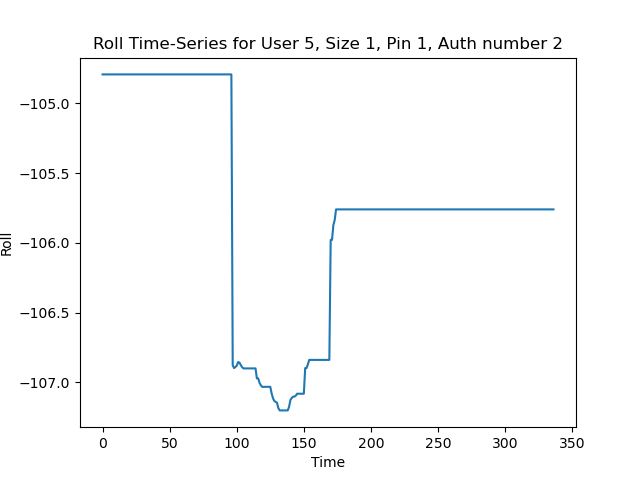 Roll Time-Series for User 5, Size 1, Pin 1, Auth number 2
−105.0
−105.5
−106.0
−106.5
−107.0
Roll
0 50 100 150 200 250 300 350
Time